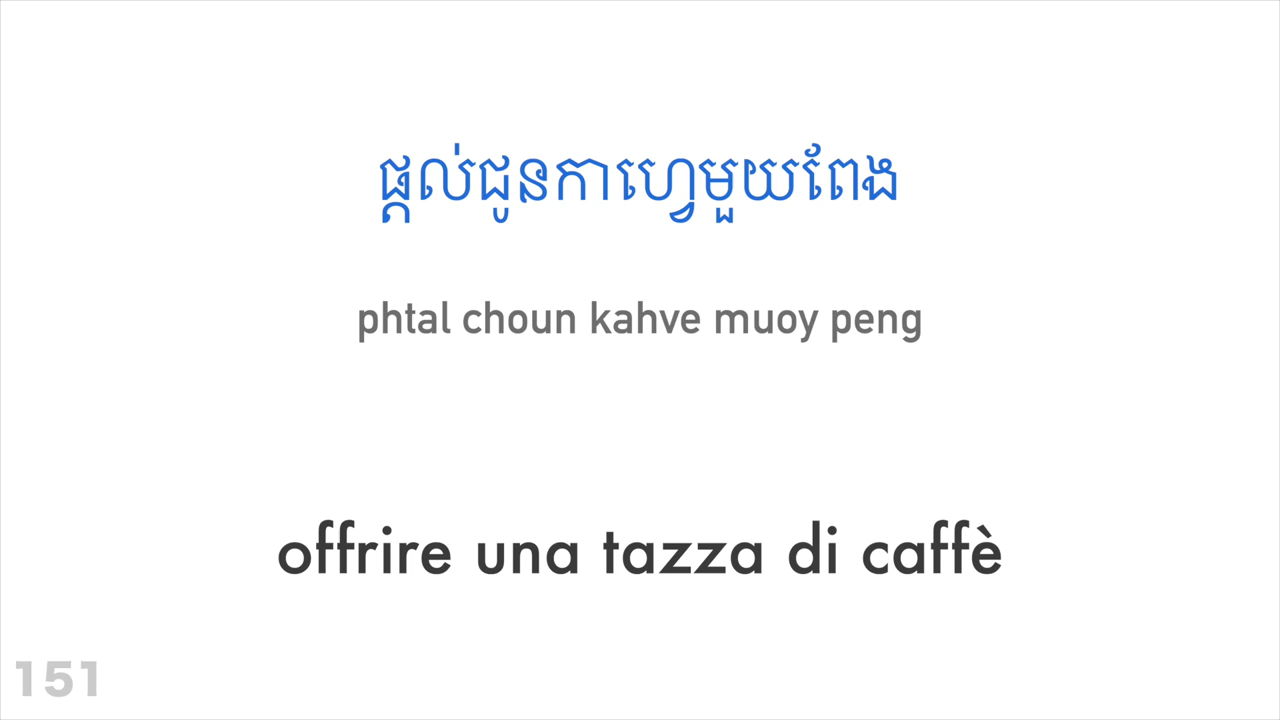 ផ្តល់ជូនកាហ្វេមួយពែង
phtal choun kahve muoy peng
offrire una tazza di caffè
151